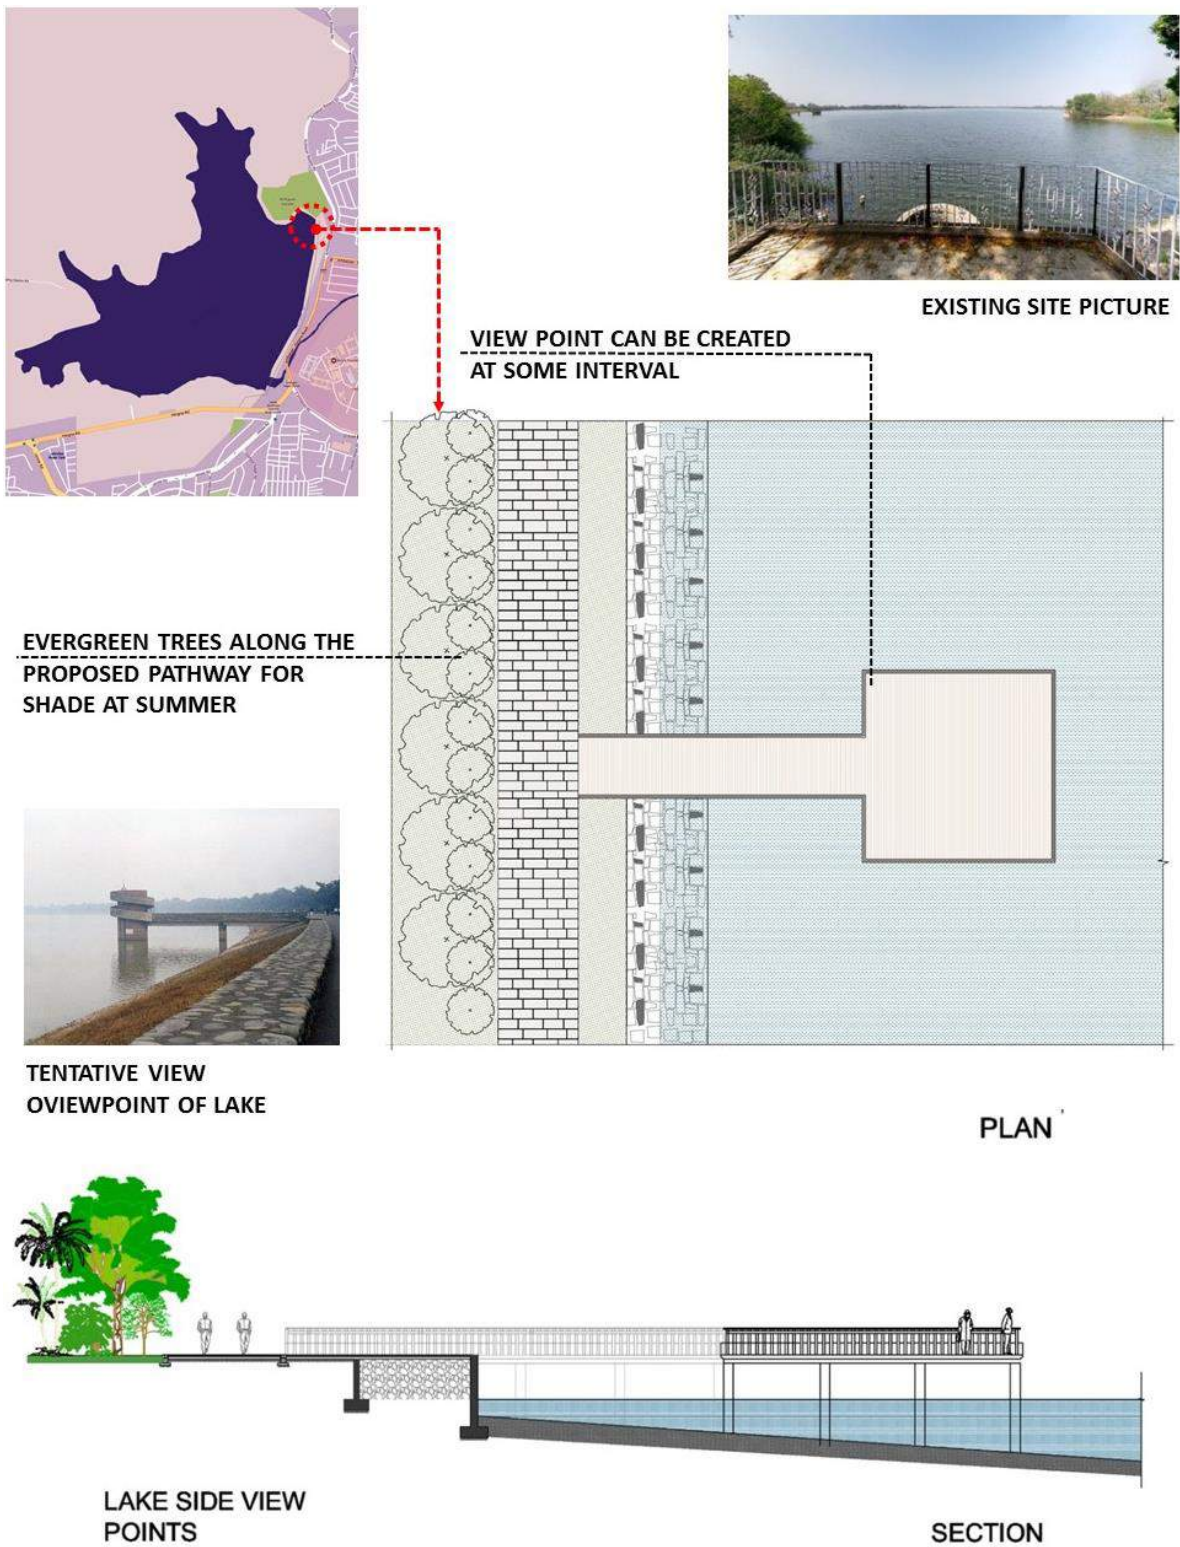 EXISTING SITE PICTURE
VIEW POINT CAN BE CREATED
AT SOME INTERVAL
EVERGREEN TREES ALONG THE
PROPOSED PATHWAY FOR
SHADE AT SUMMER
TENTATIVE VIEW
OVIEWPOINT OF LAKE
PLAN
LAKE SIDE VIEW
POINTS
SECTION